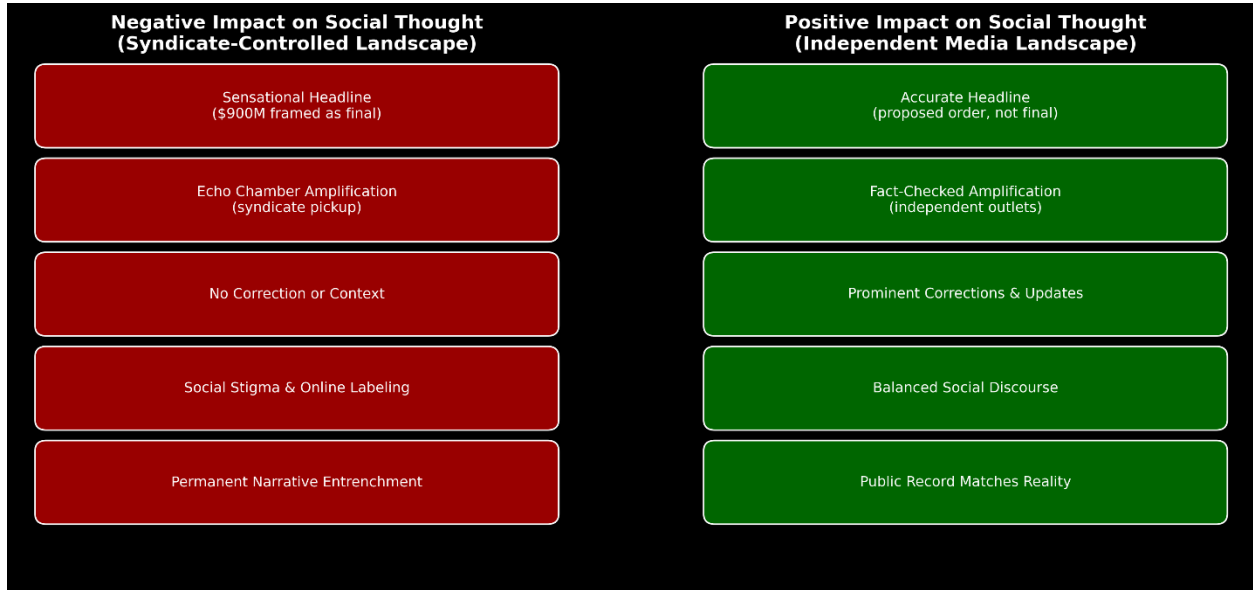 Negative Impact on Social Thought
(Syndicate-Controlled Landscape)
Sensational Headline
($900M framed as final)
Echo Chamber Amplification
(syndicate pickup)
No Correction or Context
Social Stigma & Online Labeling
Permanent Narrative Entrenchment
Positive Impact on Social Thought
(Independent Media Landscape)
Accurate Headline
(proposed order, not final)
Fact-Checked Amplification
(independent outlets)
Prominent Corrections & Updates
Balanced Social Discourse
Public Record Matches Reality